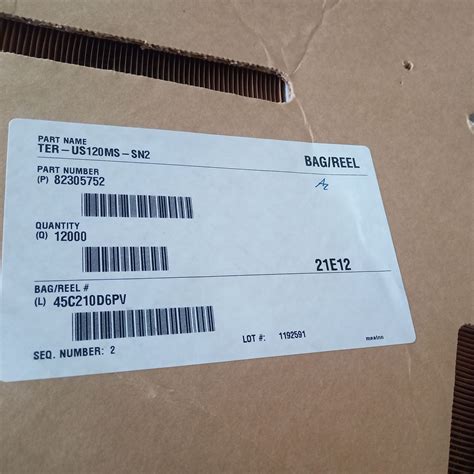 PART NAME
TER-US120MS-SN2
BAG/REEL
PART NUMBER
(P) 82305752
QUANTITY
(Q) 12000
21E12
BAG/REEL #
(L) 45C210D6PV
LOT #: 1192591
SEQ. NUMBER: 2